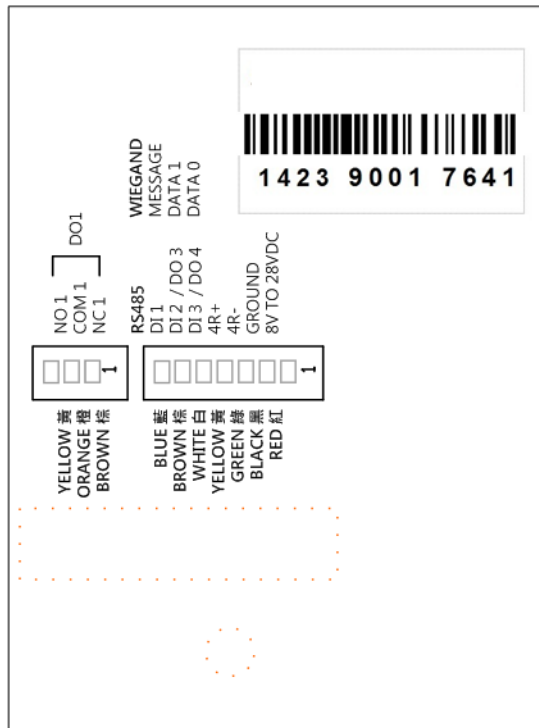 1423 9001 7641
WIEGAND
MESSAGE
DATA 1
DATA 0
DO1
NO 1
COM 1
NC 1
RS485
DI 1
DI 2 / DO 3
DI 3 / DO 4
4R+
4R-
GROUND
8V TO 28VDC
1
1
YELLOW 黃
ORANGE 橙
BROWN 棕
BLUE 藍
BROWN 棕
WHITE 白
YELLOW 黃
GREEN 綠
BLACK 黑
RED 紅